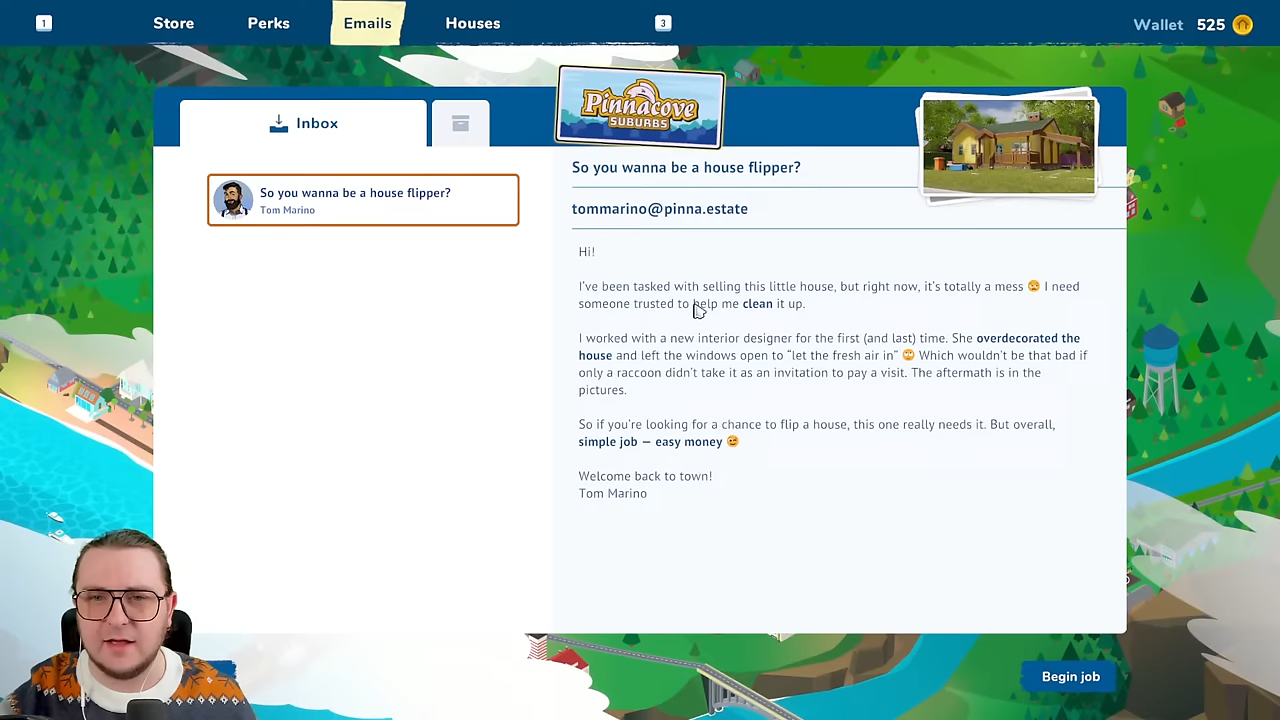 1 Store Perks Emails Houses 3 Wallet 525
Inbox
Pinnacove
SUBURBS
So you wanna be a house flipper?
Tom Marino
So you wanna be a house flipper?
tommarino@pinna.estate
Hi!
I've been tasked with selling this little house, but right now, it's totally a mess 😟 I need
someone trusted to help me clean it up.
I worked with a new interior designer for the first (and last) time. She overdecorated the
house and left the windows open to “let the fresh air in” 🙄 Which wouldn't be that bad if
only a raccoon didn't take it as an invitation to pay a visit. The aftermath is in the
pictures.
So if you're looking for a chance to flip a house, this one really needs it. But overall,
simple job — easy money 😉
Welcome back to town!
Tom Marino
Begin job